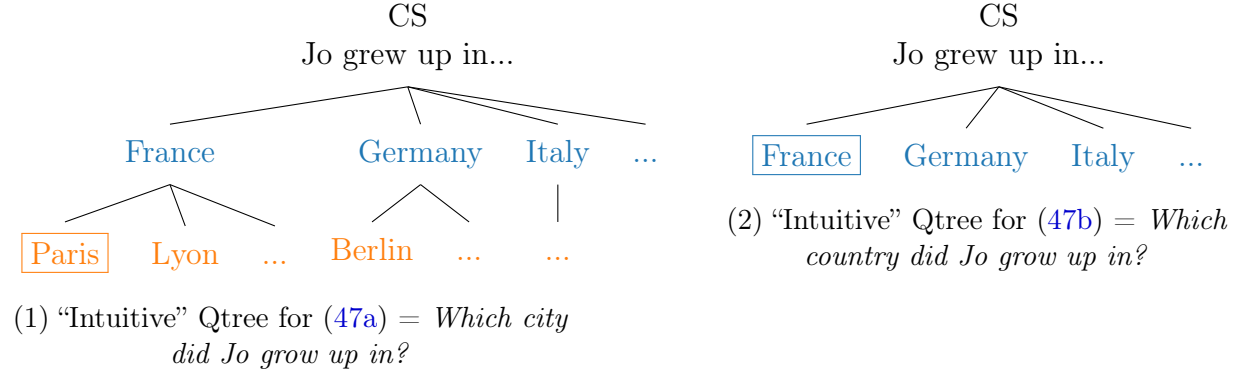 CS
Jo grew up in...
France Germany Italy ...
Paris Lyon ... Berlin ... ...
(1) “Intuitive” Qtree for (47a) = Which city
did Jo grow up in?
CS
Jo grew up in...
France Germany Italy ...
(2) “Intuitive” Qtree for (47b) = Which
country did Jo grow up in?